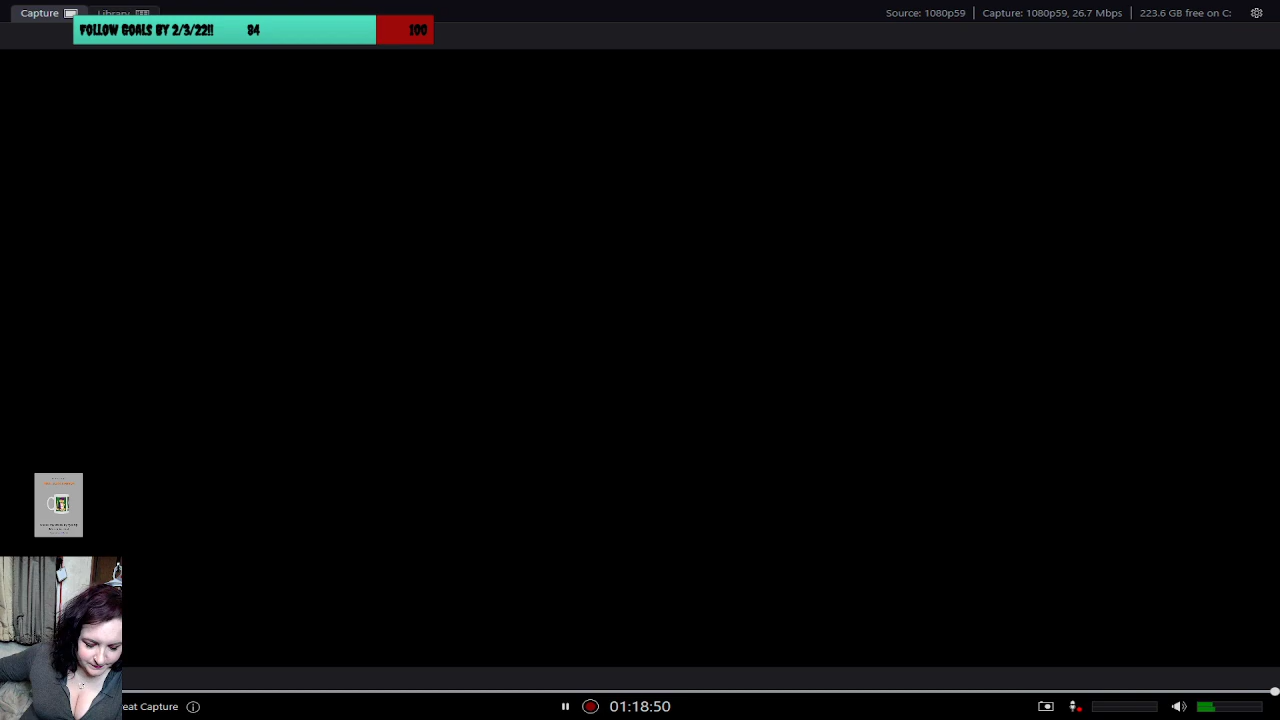 Capture
Library
Source: 1080p59
Capture: 1080p59, 26.7 Mbps
223.6 GB free on C:
FOLLOW GOALS BY 2/3/22!! 84 100
eat Capture
01:18:50